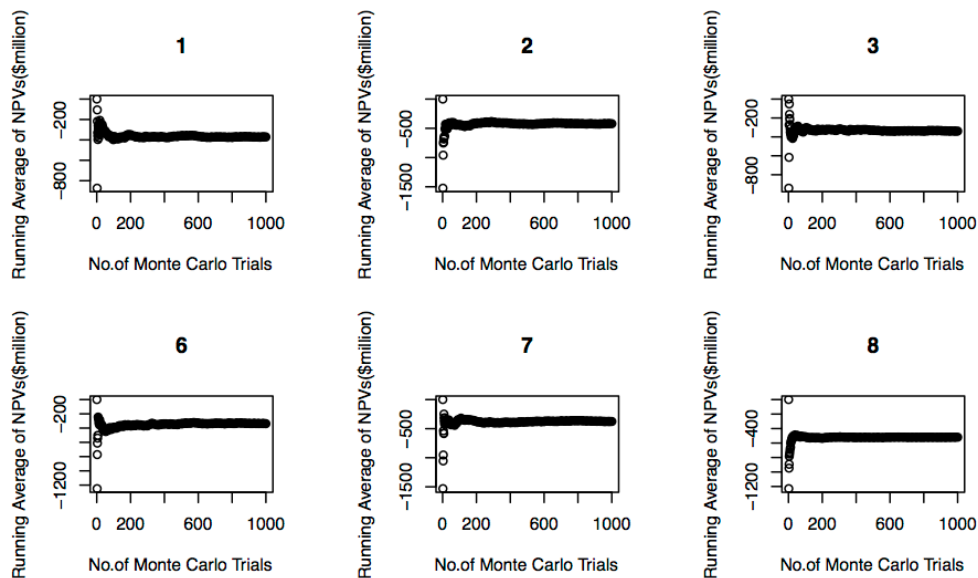 1
Running Average of NPVs($million)
-200
-800
0 200 600 1000
No.of Monte Carlo Trials
2
Running Average of NPVs($million)
-500
-1500
0 200 600 1000
No.of Monte Carlo Trials
3
Running Average of NPVs($million)
-200
-800
0 200 600 1000
No.of Monte Carlo Trials
6
Running Average of NPVs($million)
-200
-1200
0 200 600 1000
No.of Monte Carlo Trials
7
Running Average of NPVs($million)
-500
-1500
0 200 600 1000
No.of Monte Carlo Trials
8
Running Average of NPVs($million)
-400
-1200
0 200 600 1000
No.of Monte Carlo Trials